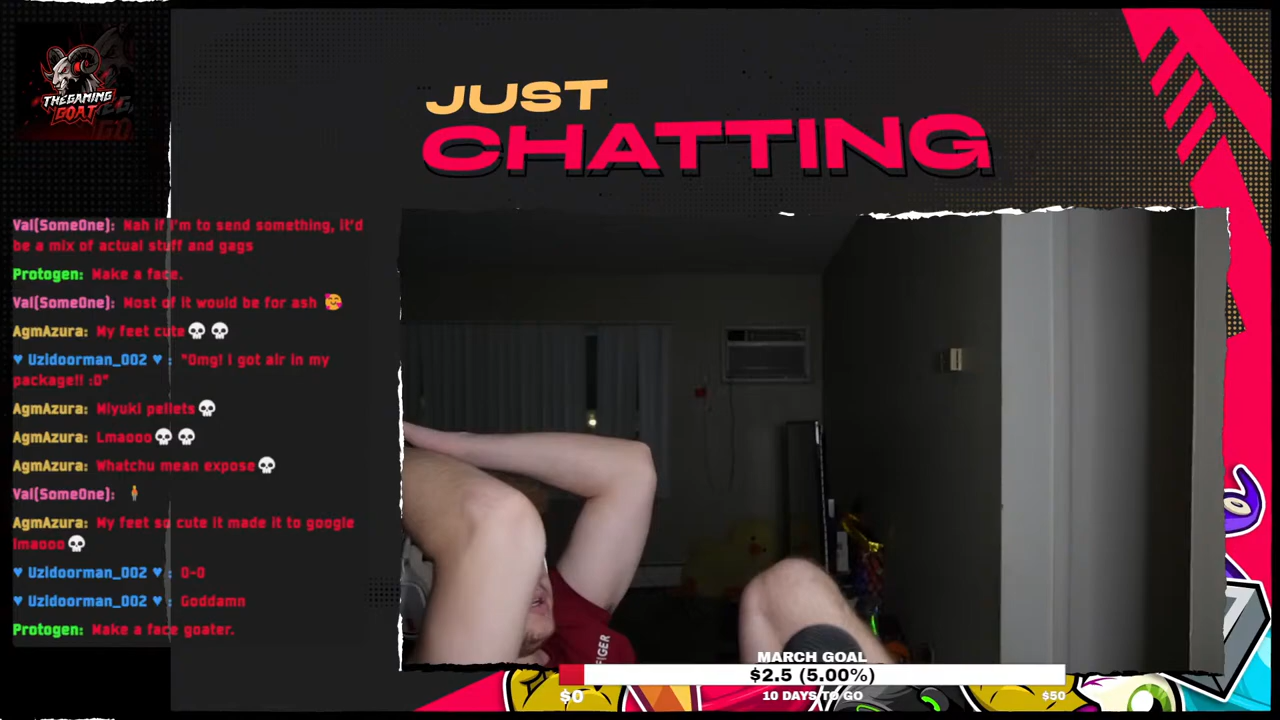 THEGAMING
GOAT
JUST
CHATTING
Val(SomeOne): Nah if I'm to send something, it'd
be a mix of actual stuff and gags
Protogen: Make a face.
Val(SomeOne): Most of it would be for ash 🥰
AgmAzura: My feet cute💀💀
♥ Uzidoorman_002 ♥ : "Omg! I got air in my
package!! :0"
AgmAzura: Miyuki pellets💀
AgmAzura: Lmaooo💀💀
AgmAzura: Whatchu mean expose💀
Val(SomeOne): 🧍
AgmAzura: My feet so cute it made it to google
lmaooo💀
♥ Uzidoorman_002 ♥ : 0-0
♥ Uzidoorman_002 ♥ : Goddamn
Protogen: Make a face goater.
FIGER
MARCH GOAL
$2.5 (5.00%)
$0 10 DAYS TO GO $50